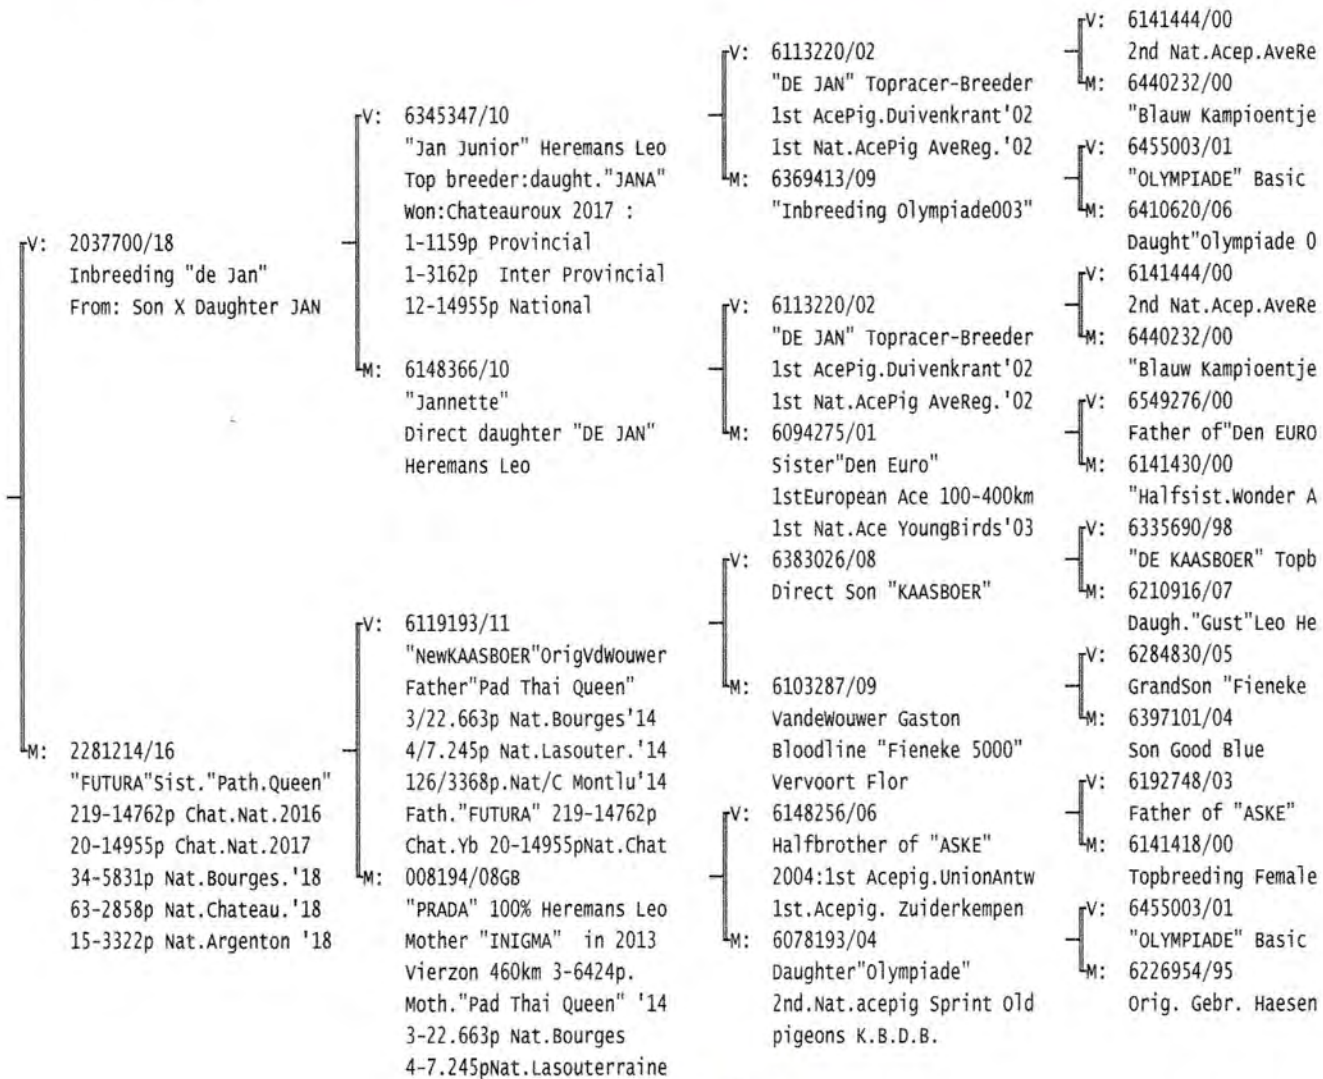 V: 2037700/18
Inbreeding "de Jan"
From: Son X Daughter JAN
M: 2281214/16
"FUTURA"Sist."Path.Queen"
219-14762p Chat.Nat.2016
20-14955p Chat.Nat.2017
34-5831p Nat.Bourges.'18
63-2858p Nat.Chateau.'18
15-3322p Nat.Argenton '18
V: 6345347/10
"Jan Junior" Heremans Leo
Top breeder:daught."JANA"
Won:Chateauroux 2017 :
1-1159p Provincial
1-3162p Inter Provincial
12-14955p National
M: 6148366/10
"Jannette"
Direct daughter "DE JAN"
Heremans Leo
V: 6119193/11
"NewKAASBOER"OrigVdWouwer
Father"Pad Thai Queen"
3/22.663p Nat.Bourges'14
4/7.245p Nat.Lasouter.'14
126/3368p.Nat/C Montlu'14
Fath."FUTURA" 219-14762p
Chat.Yb 20-14955pNat.Chat
M: 008194/08GB
"PRADA" 100% Heremans Leo
Mother "INIGMA" in 2013
Vierzon 460km 3-6424p.
Moth."Pad Thai Queen" '14
3-22.663p Nat.Bourges
4-7.245pNat.Lasouterraine
V: 6113220/02
"DE JAN" Topracer-Breeder
1st AcePig.Duivenkrant'02
1st Nat.AcePig AveReg.'02
M: 6369413/09
"Inbreeding Olympiade003"
V: 6113220/02
"DE JAN" Topracer-Breeder
1st AcePig.Duivenkrant'02
1st Nat.AcePig AveReg.'02
M: 6094275/01
Sister"Den Euro"
1stEuropean Ace 100-400km
1st Nat.Ace YoungBirds'03
V: 6383026/08
Direct Son "KAASBOER"
M: 6103287/09
VandeWouwer Gaston
Bloodline "Fieneke 5000"
Vervoort Flor
V: 6148256/06
Halfbrother of "ASKE"
2004:1st Acepig.UnionAntw
1st.Acepig. Zuiderkempen
M: 6078193/04
Daughter"Olympiade"
2nd.Nat.acepig Sprint Old
pigeons K.B.D.B.
V: 6141444/00
2nd Nat.Acep.AveRe
M: 6440232/00
"Blauw Kampioentje
V: 6455003/01
"OLYMPIADE" Basic
M: 6410620/06
Daught"Olympiade 0
V: 6141444/00
2nd Nat.Acep.AveRe
M: 6440232/00
"Blauw Kampioentje
V: 6549276/00
Father of"Den EURO
M: 6141430/00
"Halfsist.Wonder A
V: 6335690/98
"DE KAASBOER" Topb
M: 6210916/07
Daugh."Gust"Leo He
V: 6284830/05
GrandSon "Fieneke
M: 6397101/04
Son Good Blue
V: 6192748/03
Father of "ASKE"
M: 6141418/00
Topbreeding Female
V: 6455003/01
"OLYMPIADE" Basic
M: 6226954/95
Orig. Gebr. Haesen